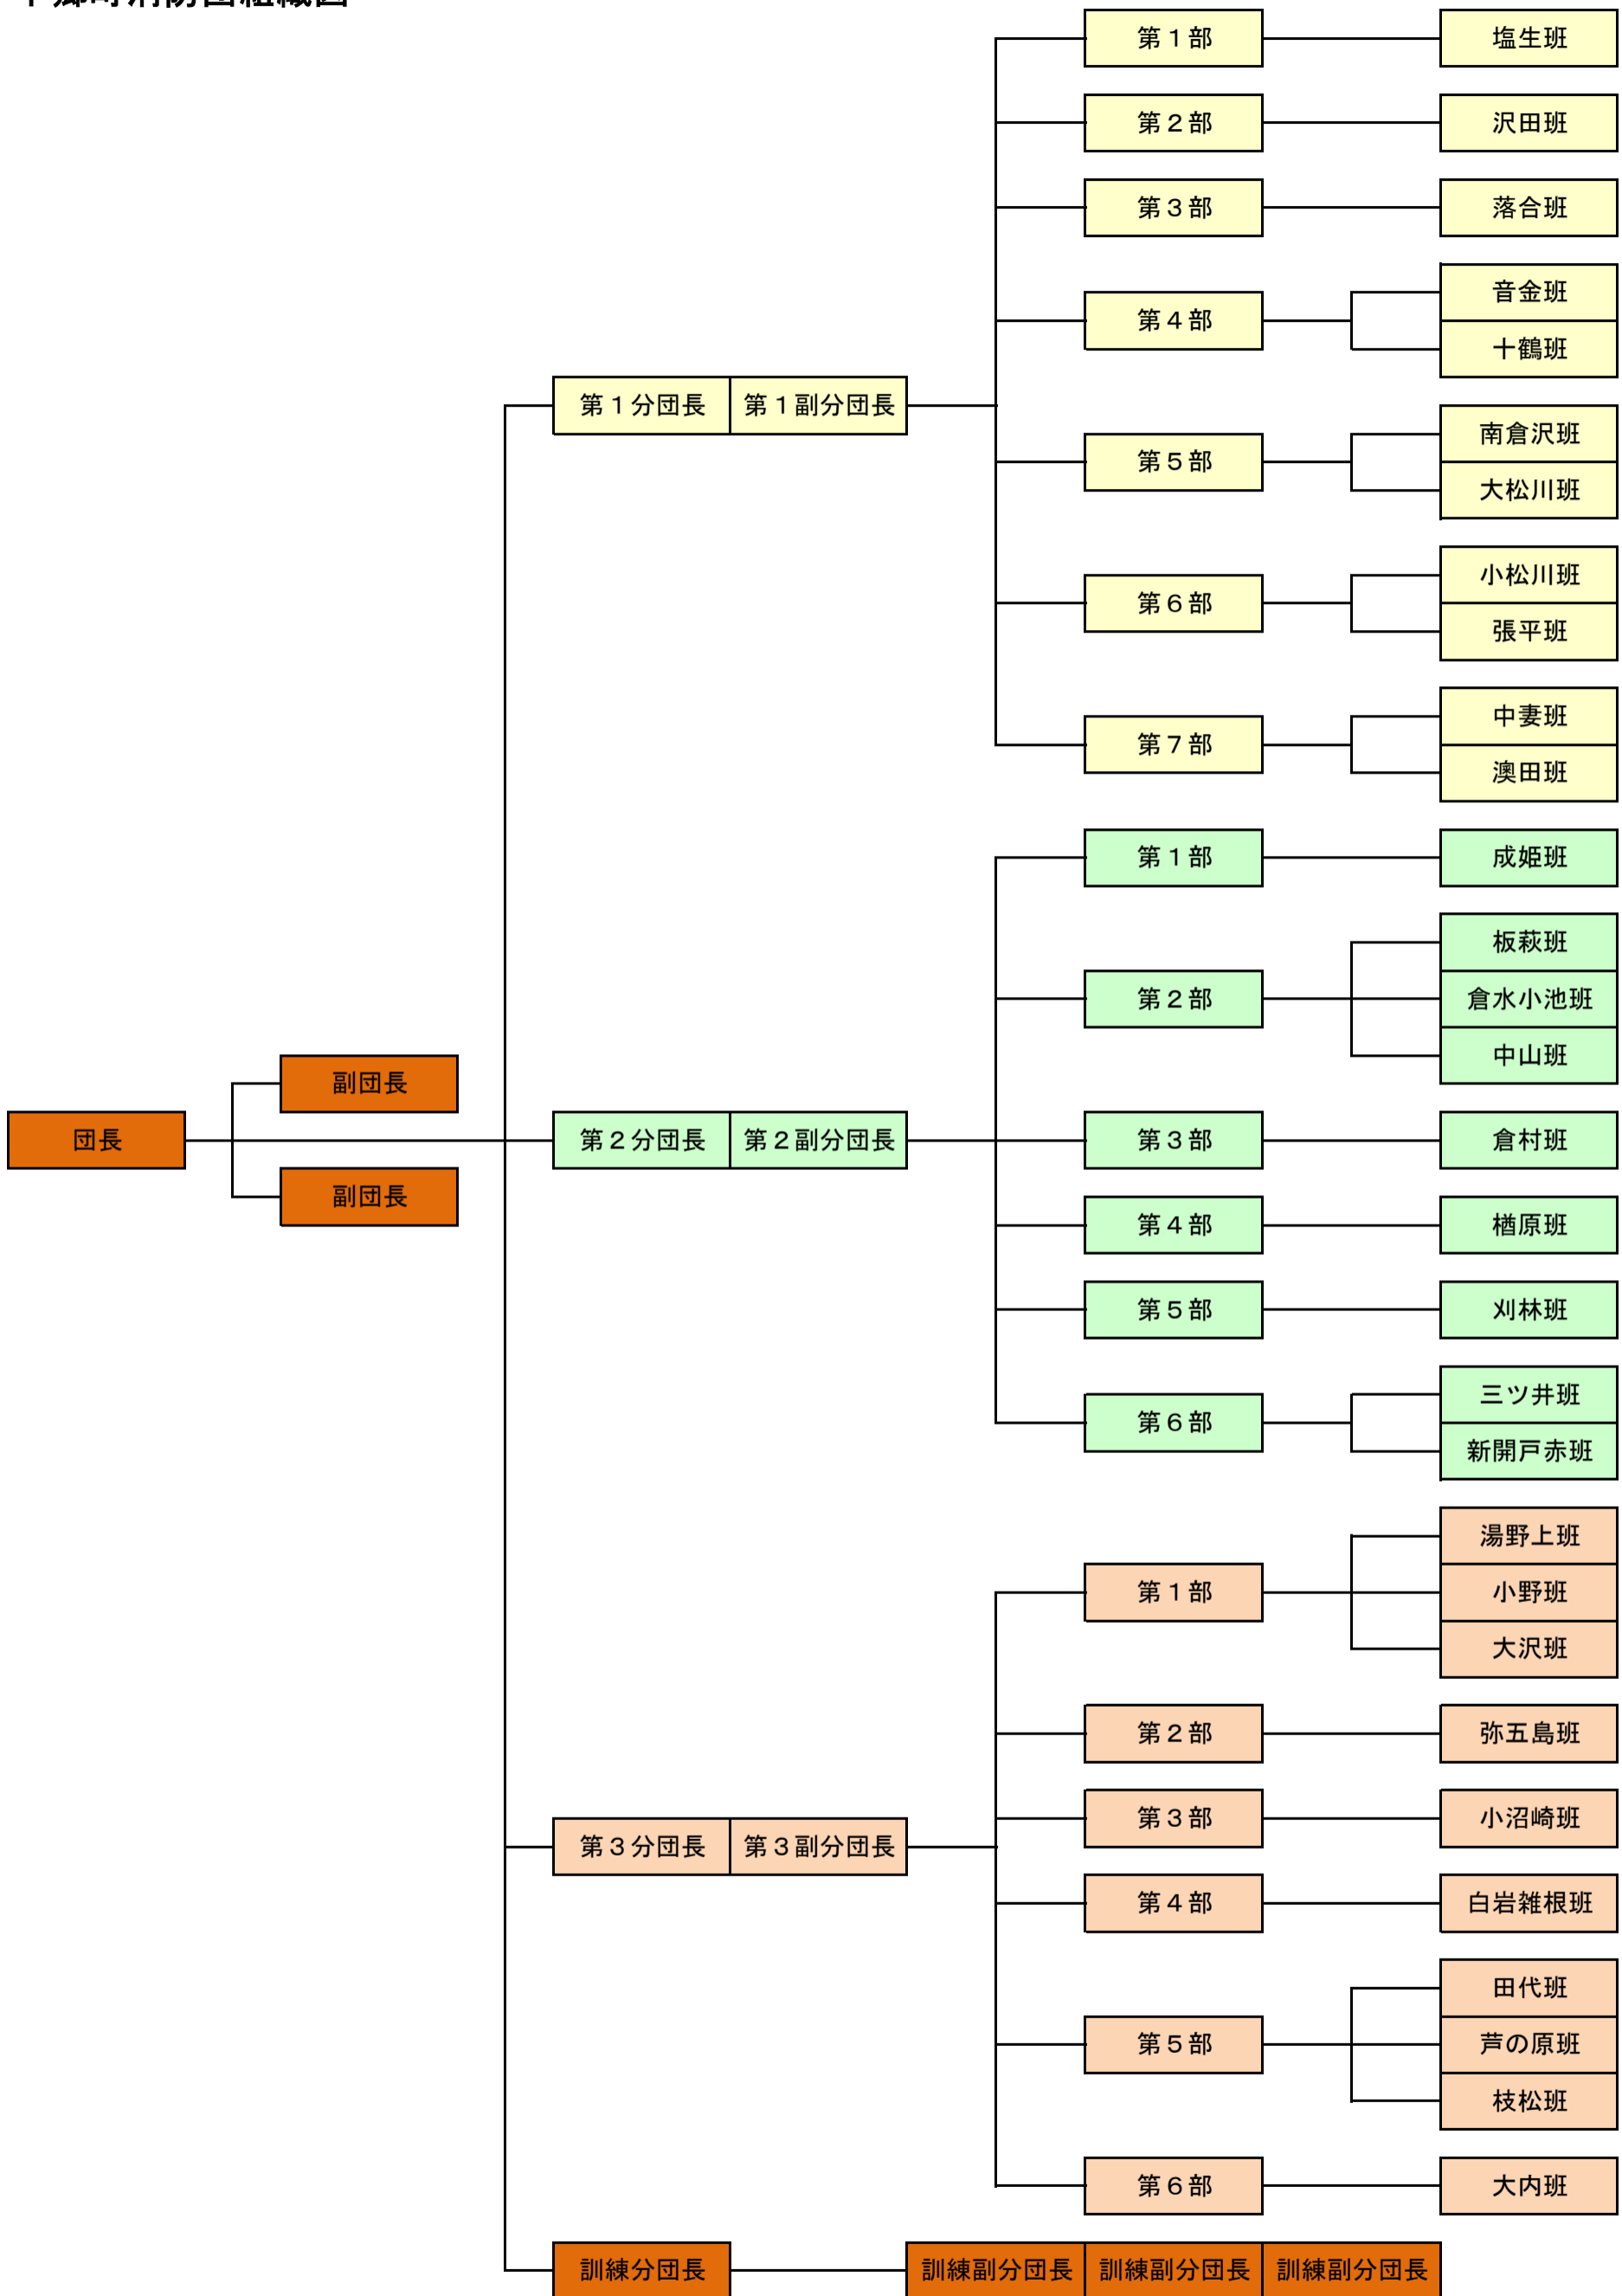 第１部
塩生班
第２部
沢田班
第３部
落合班
第４部
音金班
十鶴班
第１分団長
第１副分団長
第５部
南倉沢班
大松川班
第６部
小松川班
張平班
第７部
中妻班
澳田班
第１部
成姫班
第２部
板萩班
倉水小池班
中山班
団長
副団長
副団長
第２分団長
第２副分団長
第３部
倉村班
第４部
楢原班
第５部
刈林班
第６部
三ツ井班
新開戸赤班
第１部
湯野上班
小野班
大沢班
第２部
弥五島班
第３分団長
第３副分団長
第３部
小沼崎班
第４部
白岩雑根班
第５部
田代班
芦の原班
枝松班
第６部
大内班
訓練分団長
訓練副分団長
訓練副分団長
訓練副分団長